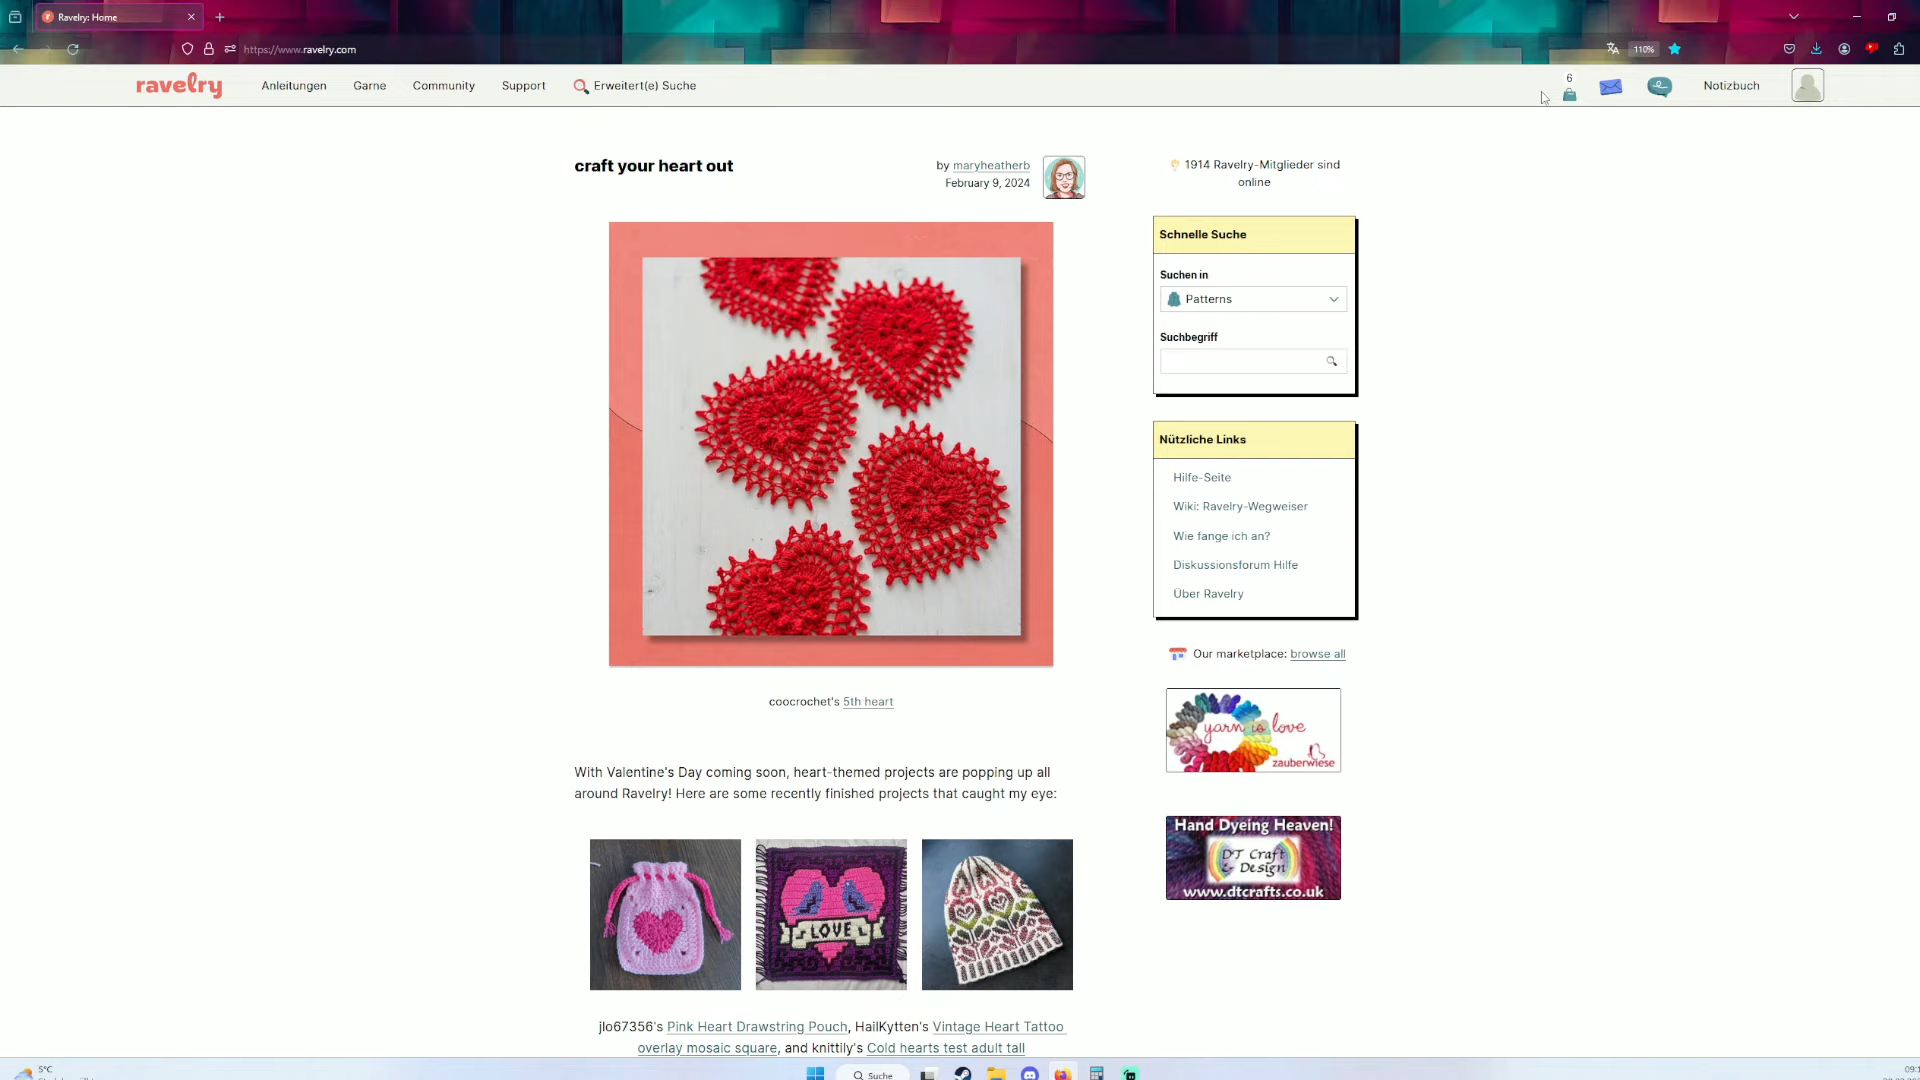 Ravelry: Home
https://www.ravelry.com
110%
ravelry
Anleitungen
Garne
Community
Support
Erweitert(e) Suche
6
Notizbuch
craft your heart out
by maryheatherb
February 9, 2024
1914 Ravelry-Mitglieder sind
online
Schnelle Suche
Suchen in
Patterns
Suchbegriff
Nützliche Links
Hilfe-Seite
Wiki: Ravelry-Wegweiser
Wie fange ich an?
Diskussionsforum Hilfe
Über Ravelry
Our marketplace: browse all
yarn is love
zauberwiese
Hand Dyeing Heaven!
DT Craft
& Design
www.dtcrafts.co.uk
coocrochet's 5th heart
With Valentine's Day coming soon, heart-themed projects are popping up all
around Ravelry! Here are some recently finished projects that caught my eye:
LOVE
jlo67356's Pink Heart Drawstring Pouch, HailKytten's Vintage Heart Tattoo
overlay mosaic square, and knittily's Cold hearts test adult tall
5°C
Suche